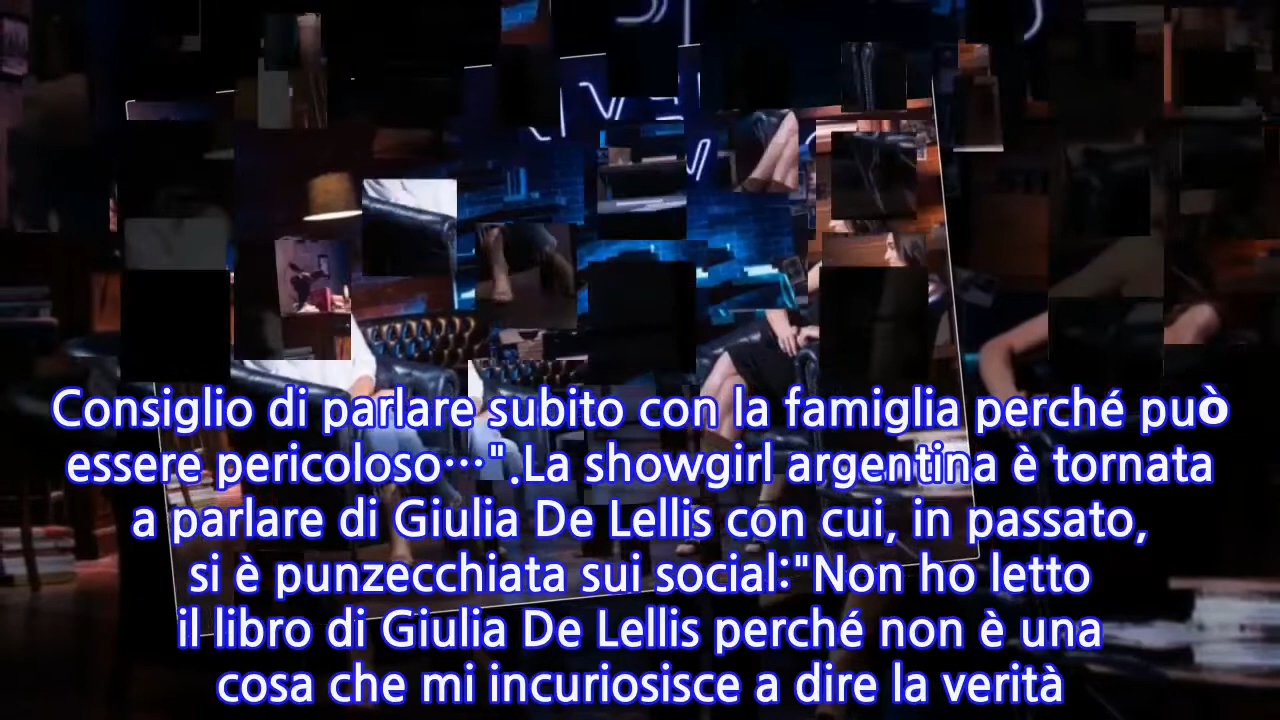 Consiglio di parlare subito con la famiglia perché può
essere pericoloso…".La showgirl argentina è tornata
a parlare di Giulia De Lellis con cui, in passato,
si è punzecchiata sui social:"Non ho letto
il libro di Giulia De Lellis perché non è una
cosa che mi incuriosisce a dire la verità